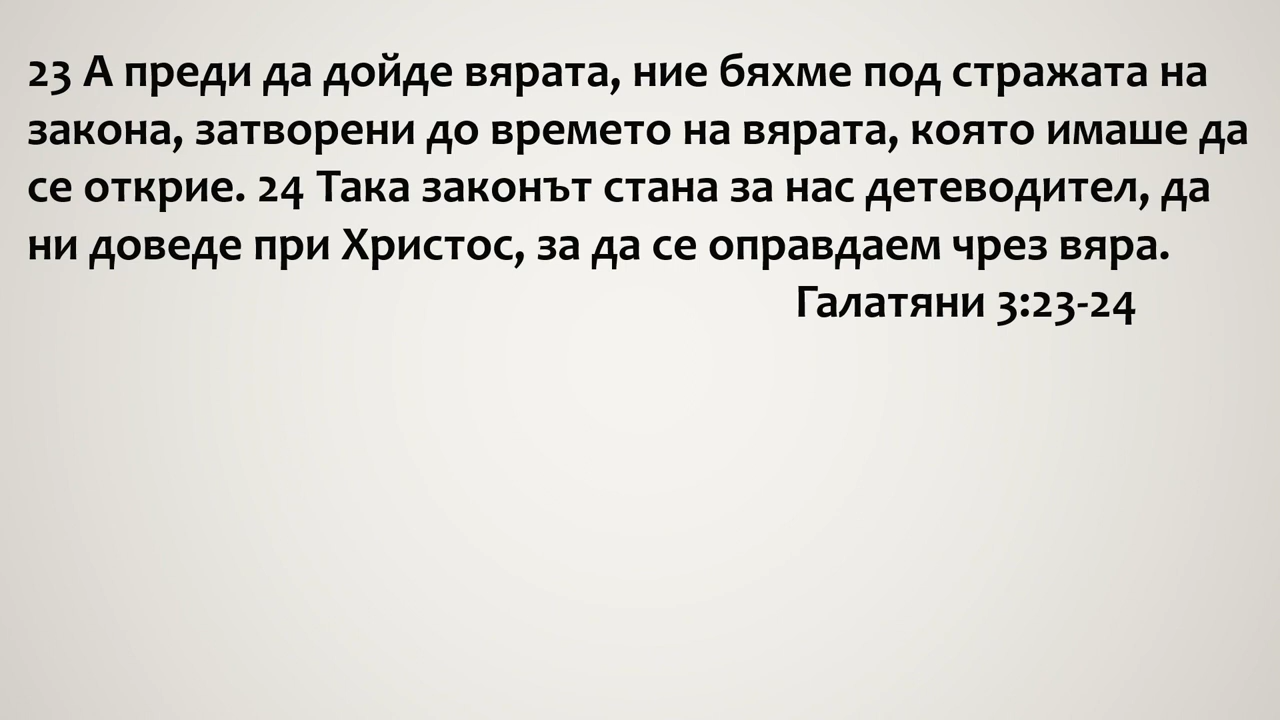 23 А преди да дойде вярата, ние бяхме под стражата на
закона, затворени до времето на вярата, която имаше да
се открие. 24 Така законът стана за нас детеводител, да
ни доведе при Христос, за да се оправдаем чрез вяра.
Галатяни 3:23-24